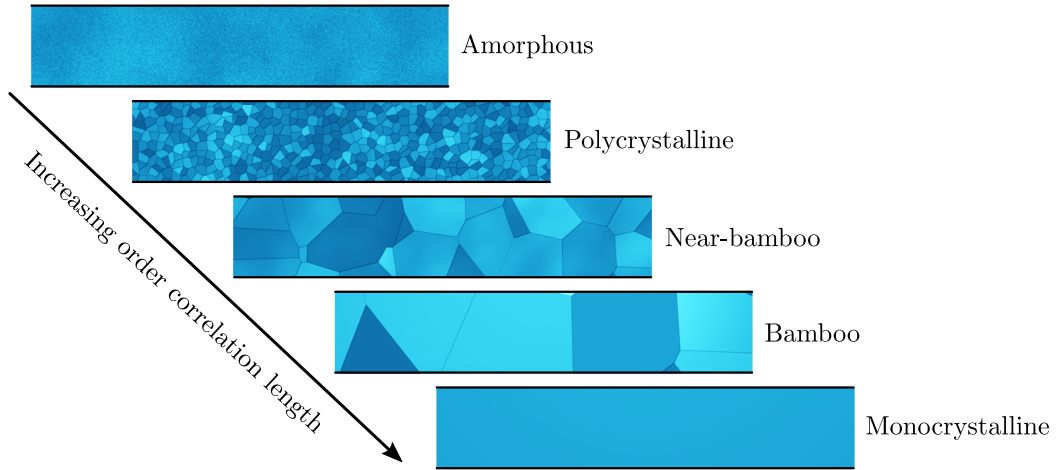 Amorphous
Polycrystalline
Near-bamboo
Bamboo
Monocrystalline
Increasing order correlation length